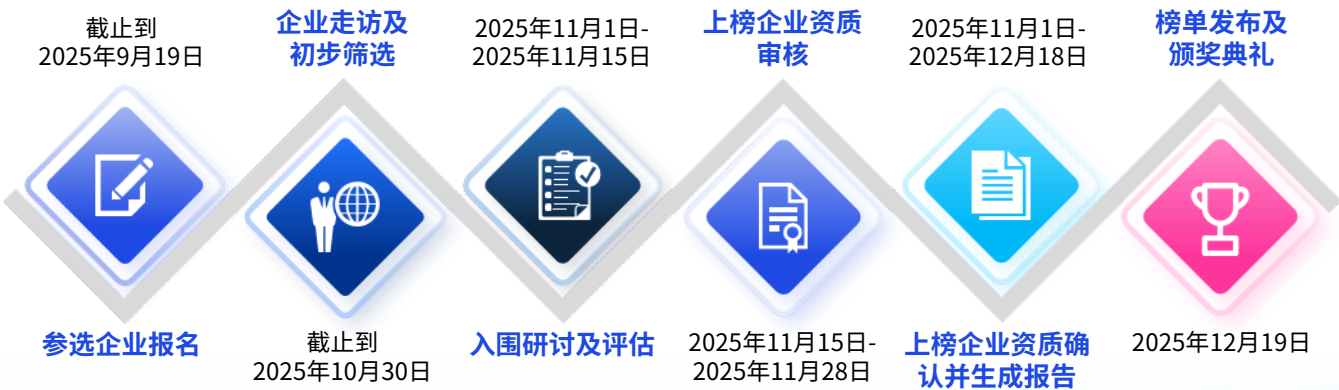 截止到
2025年9月19日
参选企业报名
企业走访及
初步筛选
截止到
2025年10月30日
2025年11月1日-
2025年11月15日
入围研讨及评估
上榜企业资质
审核
2025年11月15日-
2025年11月28日
2025年11月1日-
2025年12月18日
上榜企业资质确
认并生成报告
榜单发布及
颁奖典礼
2025年12月19日